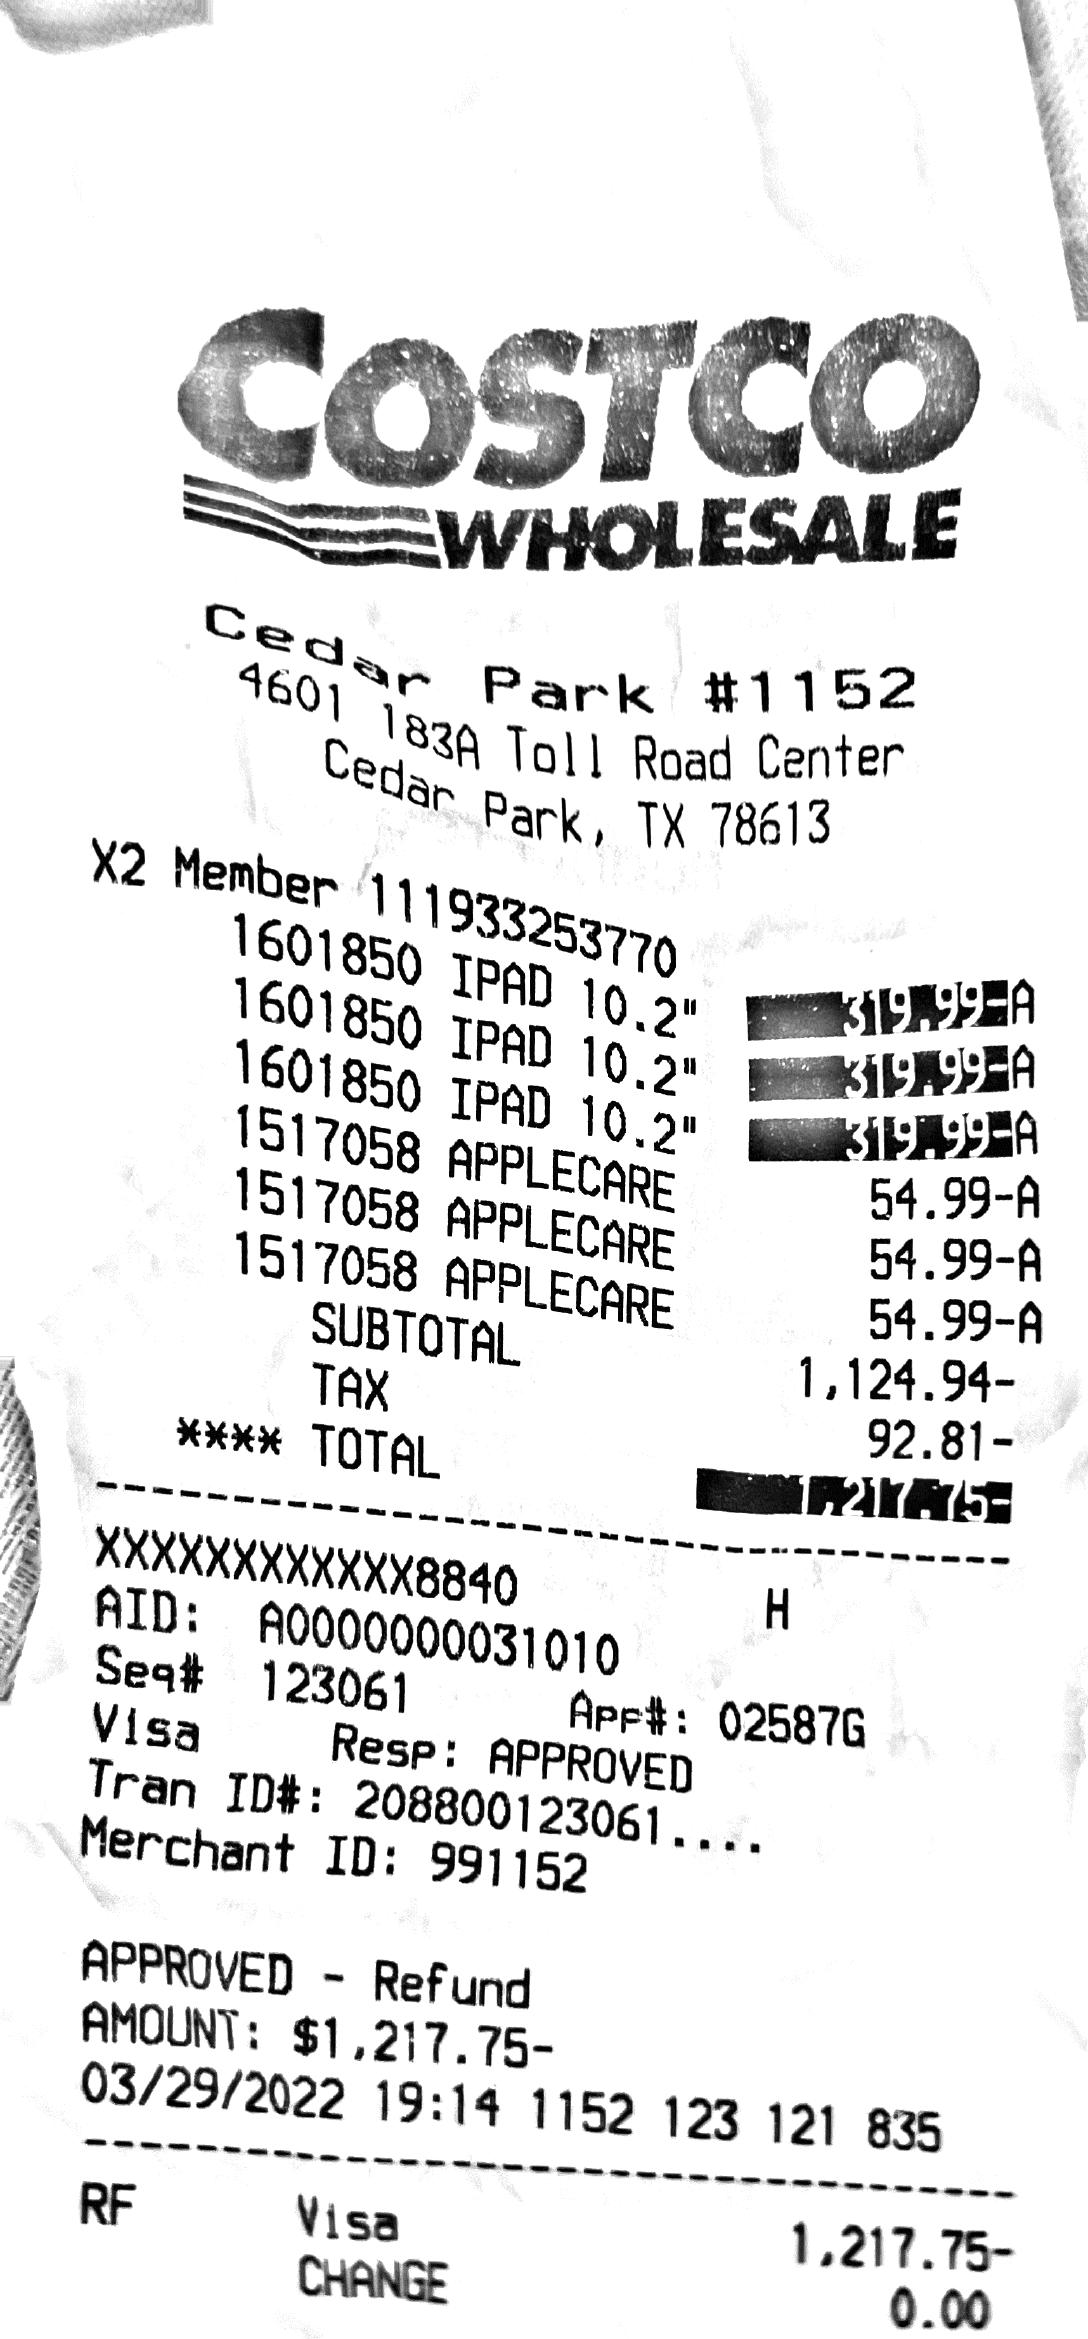 COSTCO
WHOLESALE
Cedar Park #1152
4601 183A Toll Road Center
Cedar Park, TX 78613
X2 Member 111933253770
1601850 IPAD 10.2" 319.99-A
1601850 IPAD 10.2" 319.99-A
1601850 IPAD 10.2" 319.99-A
1517058 APPLECARE 54.99-A
1517058 APPLECARE 54.99-A
1517058 APPLECARE 54.99-A
SUBTOTAL 1,124.94-
TAX 92.81-
**** TOTAL 1,217.75-
XXXXXXXXXXXX8840 H
AID: A0000000031010
Seq# 123061 App#: 02587G
Visa Resp: APPROVED
Tran ID#: 208800123061....
Merchant ID: 991152
APPROVED - Refund
AMOUNT: $1,217.75-
03/29/2022 19:14 1152 123 121 835
RF Visa 1,217.75-
CHANGE 0.00